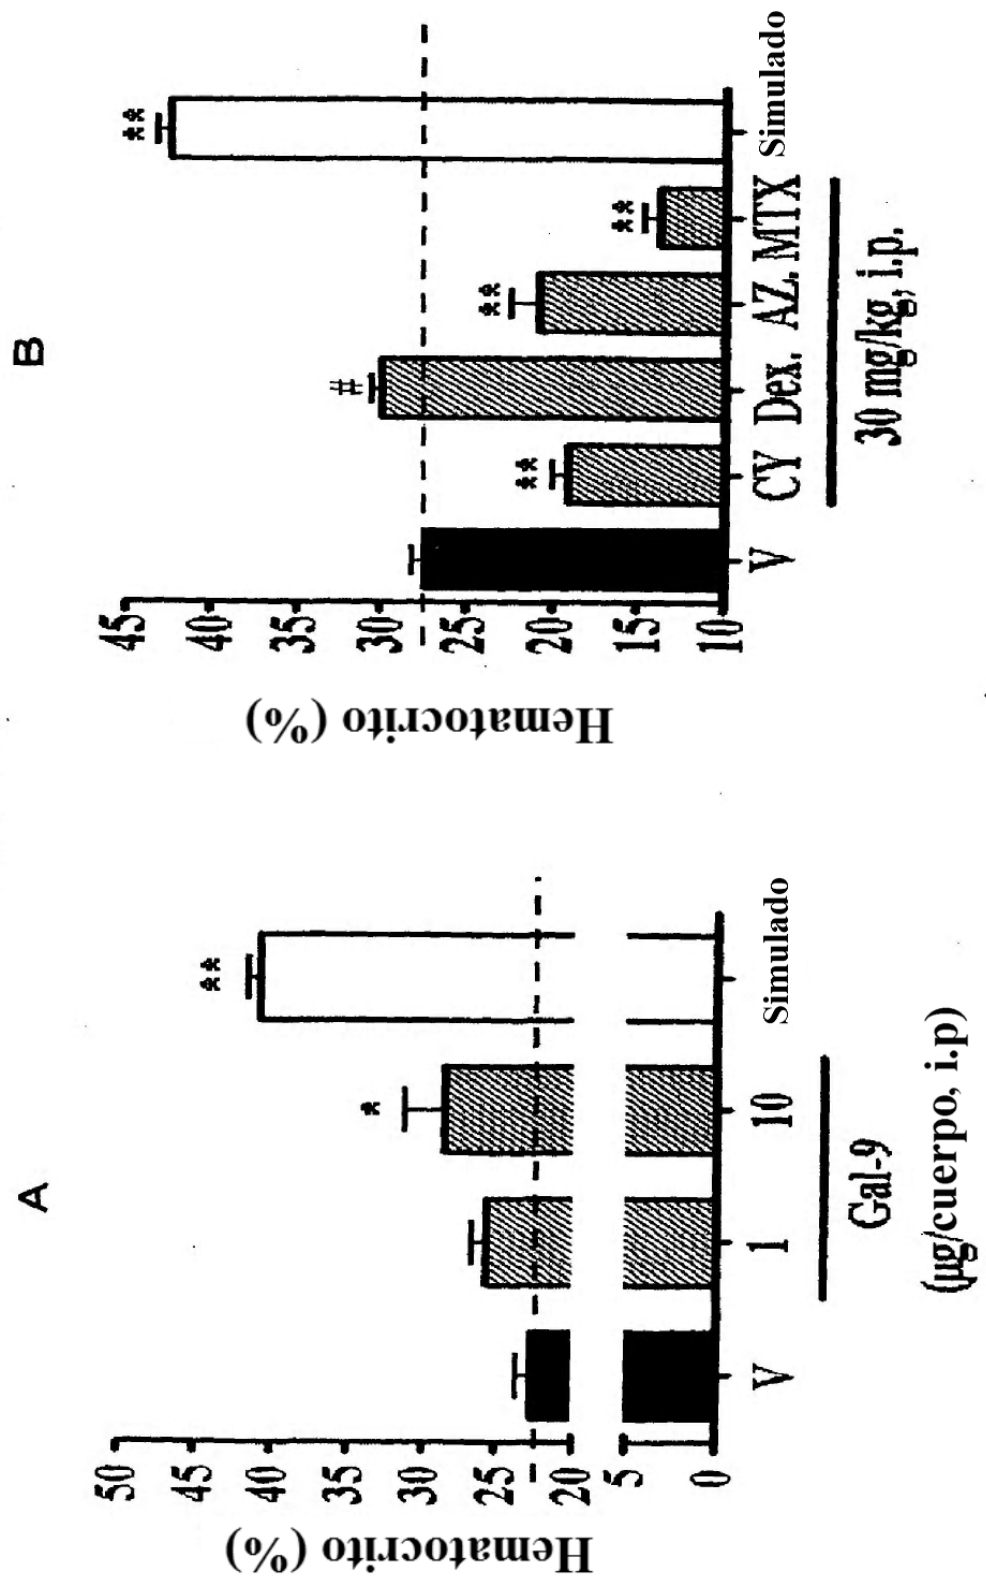 A
Hematocrito (%)
50
45
40
35
30
25
20
5
0
**
*
V
1
10
Simulado
Gal-9
(µg/cuerpo, i.p)
B
Hematocrito (%)
45
40
35
30
25
20
15
10
**
#
**
**
**
V
CY
Dex.
AZ.
MTX
Simulado
30 mg/kg, i.p.